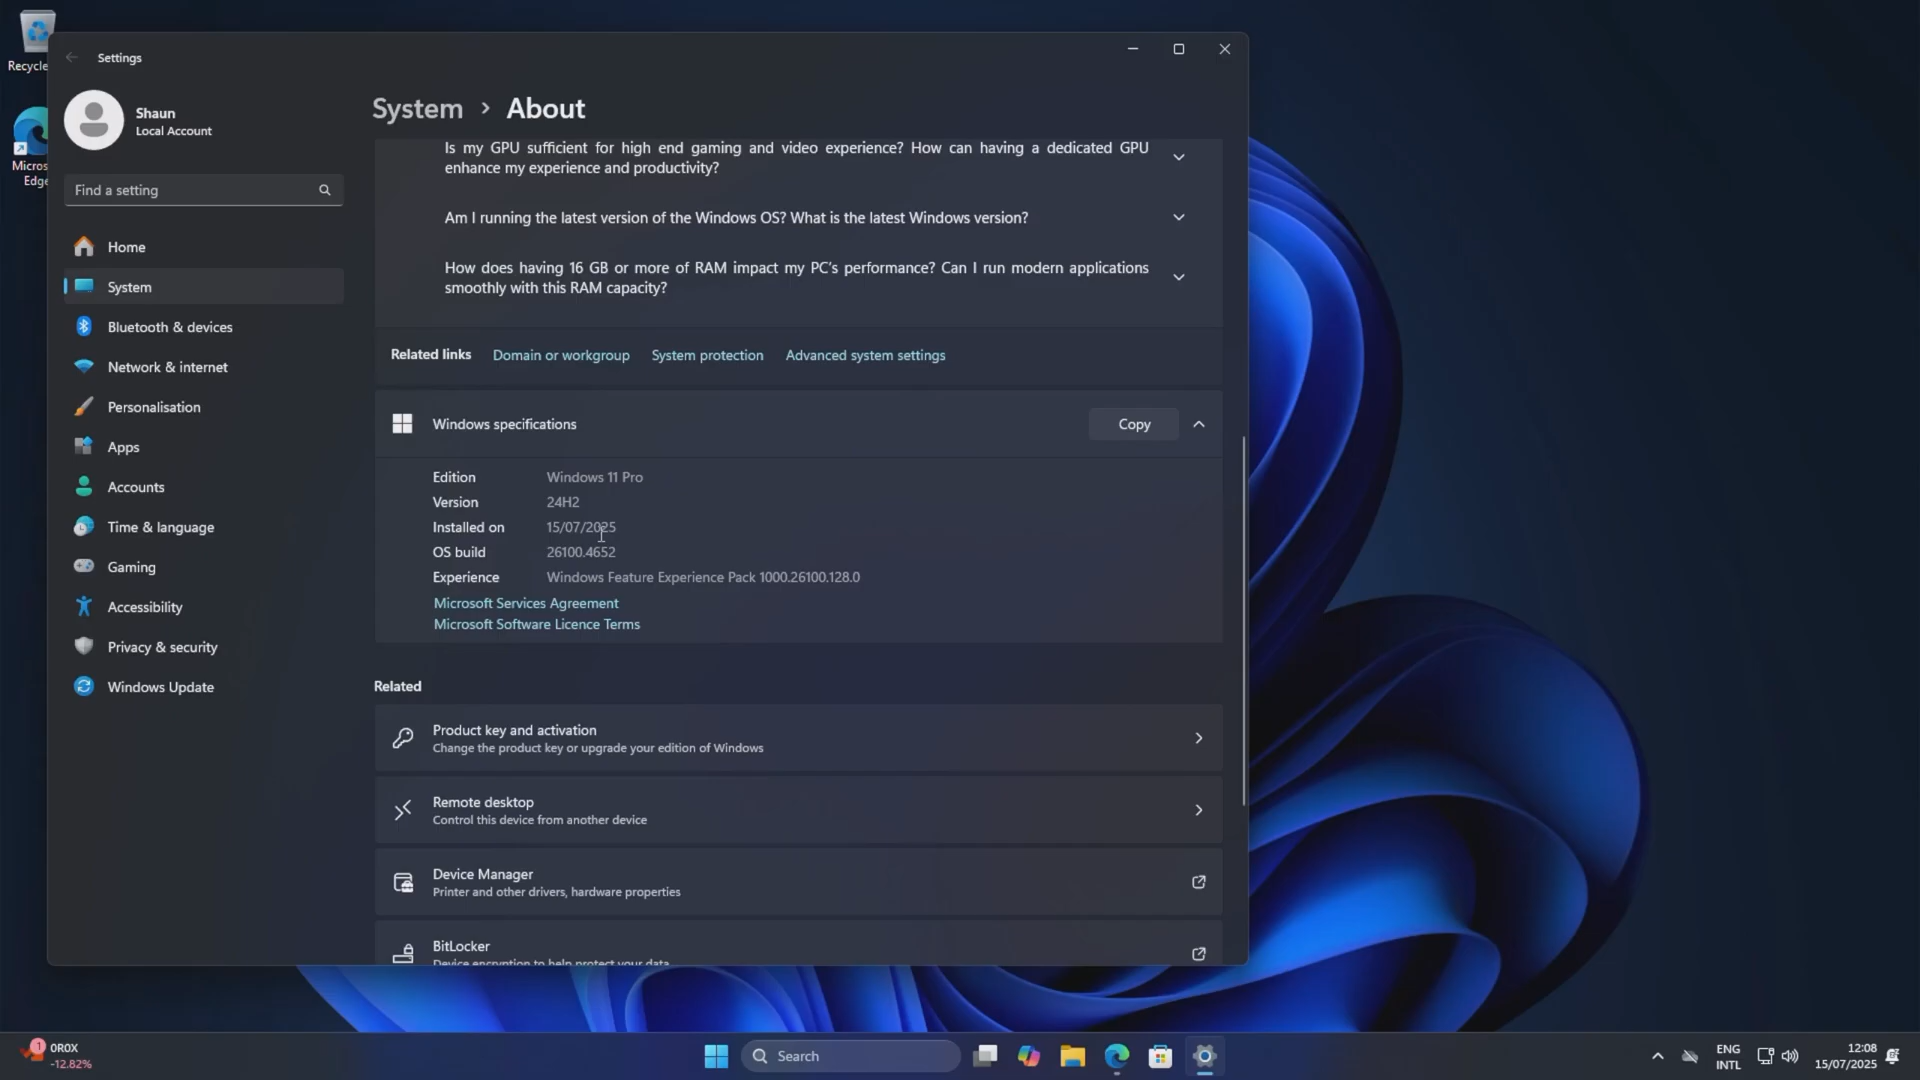 Recycle
Micros
Edge
Settings
Shaun
Local Account
Find a setting
Home
System
Bluetooth & devices
Network & internet
Personalisation
Apps
Accounts
Time & language
Gaming
Accessibility
Privacy & security
Windows Update
System > About
Is my GPU sufficient for high end gaming and video experience? How can having a dedicated GPU
enhance my experience and productivity?
Am I running the latest version of the Windows OS? What is the latest Windows version?
How does having 16 GB or more of RAM impact my PC's performance? Can I run modern applications
smoothly with this RAM capacity?
Related links Domain or workgroup System protection Advanced system settings
Windows specifications Copy
Edition Windows 11 Pro
Version 24H2
Installed on 15/07/2025
OS build 26100.4652
Experience Windows Feature Experience Pack 1000.26100.128.0
Microsoft Services Agreement
Microsoft Software Licence Terms
Related
Product key and activation
Change the product key or upgrade your edition of Windows
Remote desktop
Control this device from another device
Device Manager
Printer and other drivers, hardware properties
BitLocker
Device encryption to help protect your data
1
0R0X
-12.82%
Search
ENG
INTL
12:08
15/07/2025